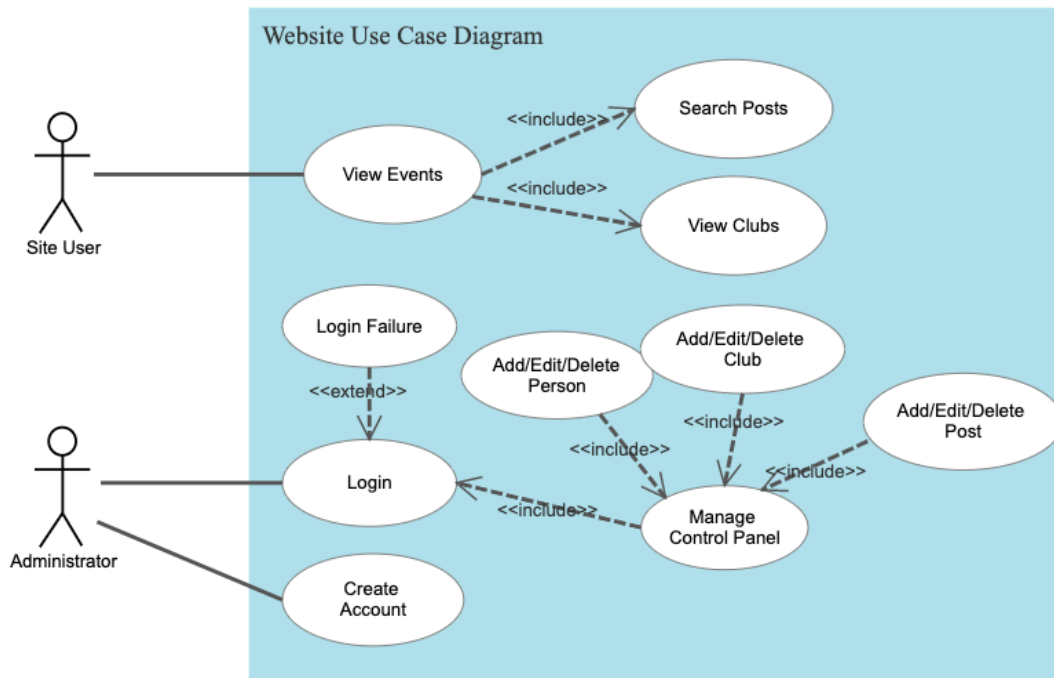 Website Use Case Diagram
Search Posts
<<include>>
View Events
<<include>>
View Clubs
Site User
Login Failure
Add/Edit/Delete
Club
Add/Edit/Delete
Person
<<extend>>
Add/Edit/Delete
Post
<<include>>
<<include>>
<<include>>
Login
<<include>>
Manage
Control Panel
Administrator
Create
Account